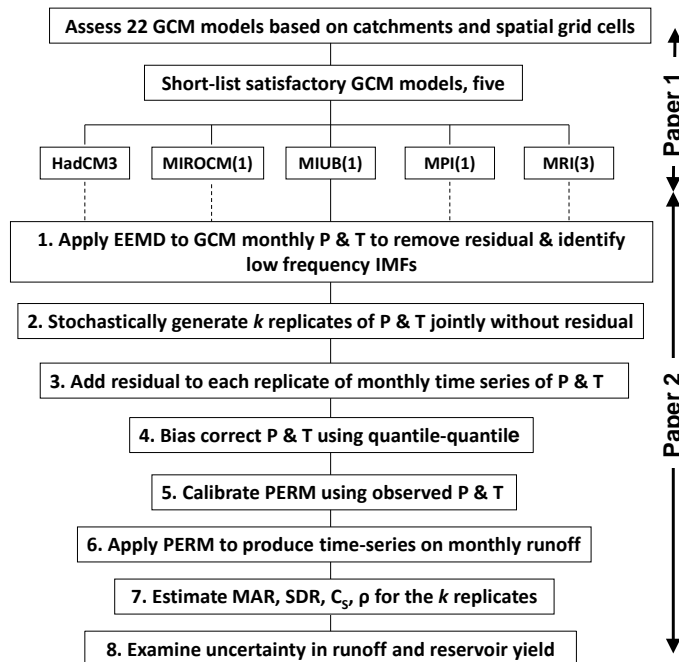 Assess 22 GCM models based on catchments and spatial grid cells
Short-list satisfactory GCM models, five
HadCM3
MIROCM(1)
MIUB(1)
MPI(1)
MRI(3)
1. Apply EEMD to GCM monthly P & T to remove residual & identify
low frequency IMFs
2. Stochastically generate k replicates of P & T jointly without residual
3. Add residual to each replicate of monthly time series of P & T
4. Bias correct P & T using quantile-quantile
5. Calibrate PERM using observed P & T
6. Apply PERM to produce time-series on monthly runoff
7. Estimate MAR, SDR, Cs, ρ for the k replicates
8. Examine uncertainty in runoff and reservoir yield
Paper 1
Paper 2